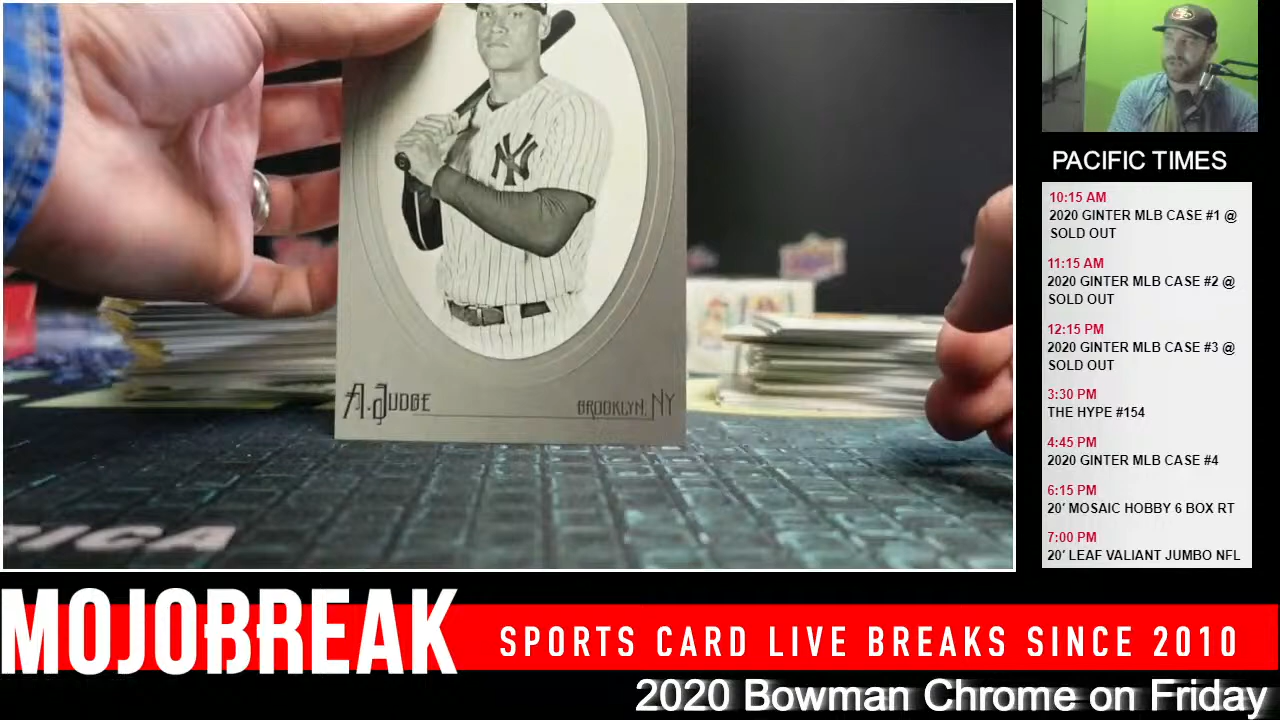 NY
A. JUDGE
BROOKLYN, NY
RICA
PACIFIC TIMES
10:15 AM
2020 GINTER MLB CASE #1 @
SOLD OUT
11:15 AM
2020 GINTER MLB CASE #2 @
SOLD OUT
12:15 PM
2020 GINTER MLB CASE #3 @
SOLD OUT
3:30 PM
THE HYPE #154
4:45 PM
2020 GINTER MLB CASE #4
6:15 PM
20' MOSAIC HOBBY 6 BOX RT
7:00 PM
20' LEAF VALIANT JUMBO NFL
MOJOBREAK
SPORTS CARD LIVE BREAKS SINCE 2010
2020 Bowman Chrome on Friday